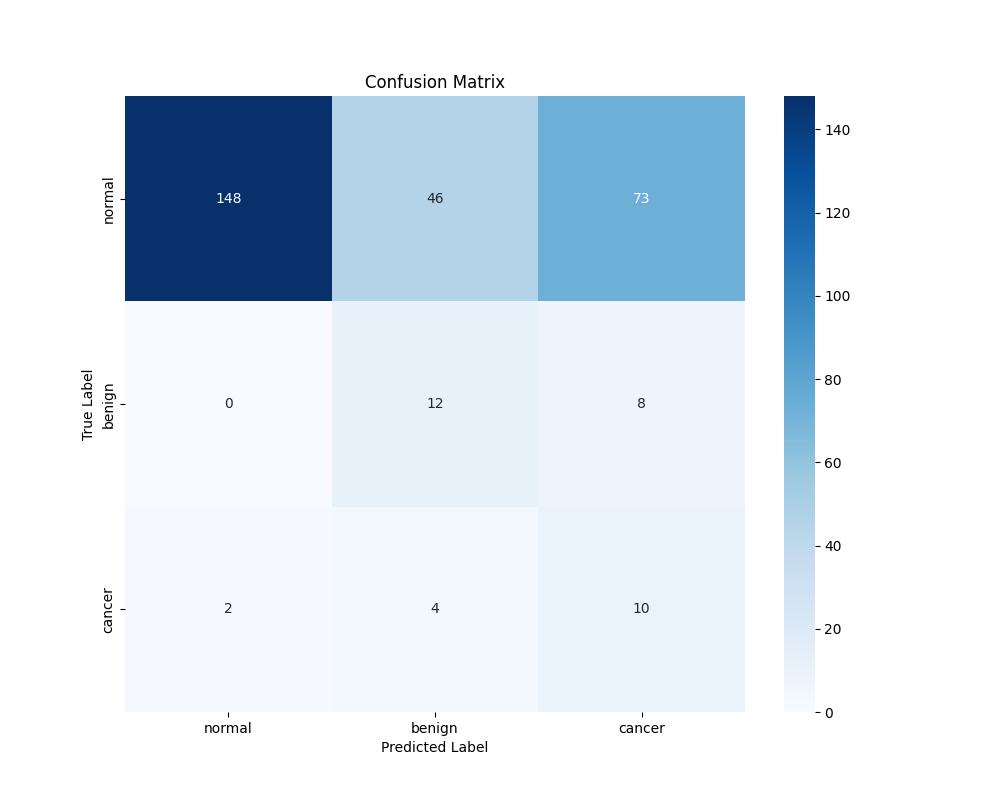 Confusion Matrix
True Label
normal
148 46 73
benign
0 12 8
cancer
2 4 10
normal benign cancer
Predicted Label
140
120
100
80
60
40
20
0